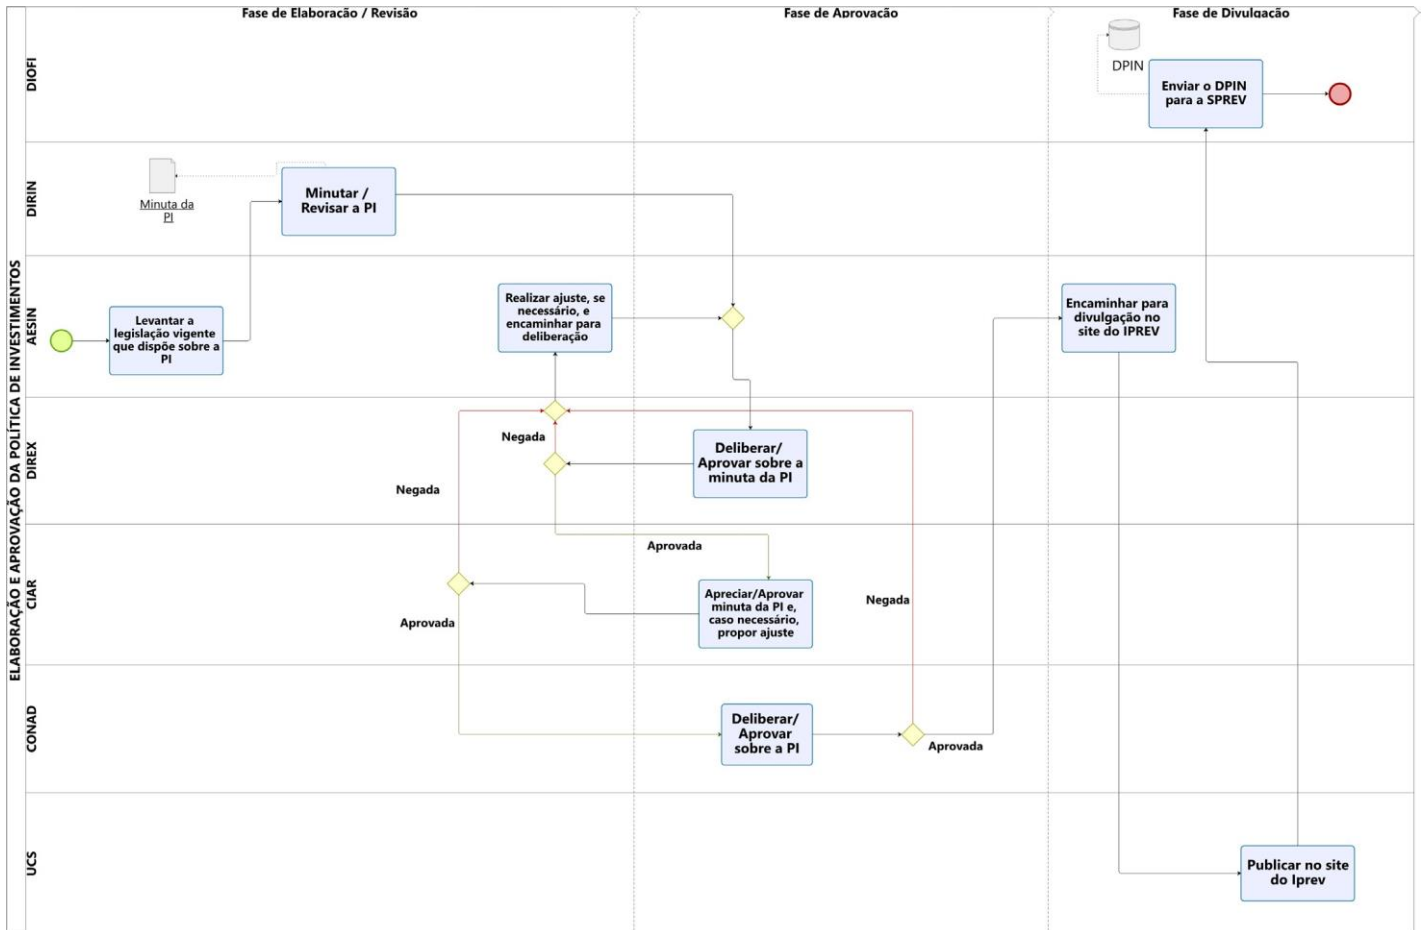 Fase de Elaboração / Revisão
Fase de Aprovação
Fase de Divulgação
ELABORAÇÃO E APROVAÇÃO DA POLÍTICA DE INVESTIMENTOS
DIOFI
DPIN
Enviar o DPIN
para a SPREV
DIRIN
Minuta da
PI
Minutar /
Revisar a PI
AESIN
Levantar a
legislação vigente
que dispõe sobre a
PI
Realizar ajuste, se
necessário, e
encaminhar para
deliberação
Encaminhar para
divulgação no
site do IPREV
DIREX
Negada
Negada
Deliberar/
Aprovar sobre a
minuta da PI
CIAR
Aprovada
Aprovada
Apreciar/Aprovar
minuta da PI e,
caso necessário,
propor ajuste
Negada
CONAD
Deliberar/
Aprovar
sobre a PI
Aprovada
UCS
Publicar no site
do Iprev